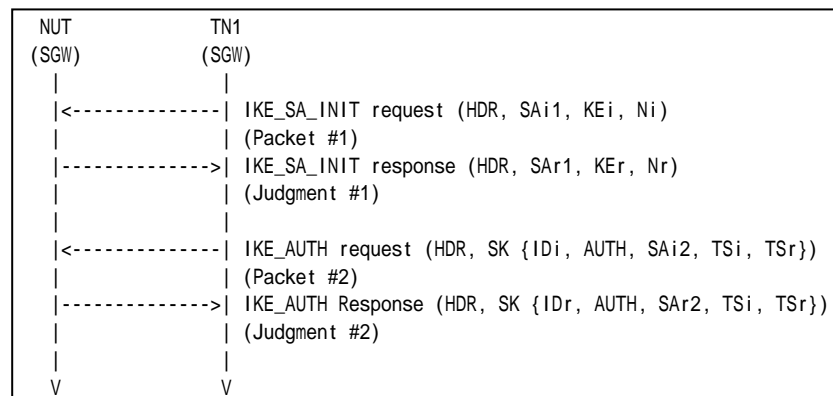 NUT TN1
(SGW) (SGW)
| |
|<--------------| IKE_SA_INIT request (HDR, SAi1, KEi, Ni)
| | (Packet #1)
|-------------->| IKE_SA_INIT response (HDR, SAr1, KEr, Nr)
| | (Judgment #1)
| |
|<--------------| IKE_AUTH request (HDR, SK {IDi, AUTH, SAi2, TSi, TSr})
| | (Packet #2)
|-------------->| IKE_AUTH Response (HDR, SK {IDr, AUTH, SAr2, TSi, TSr})
| | (Judgment #2)
| |
V V